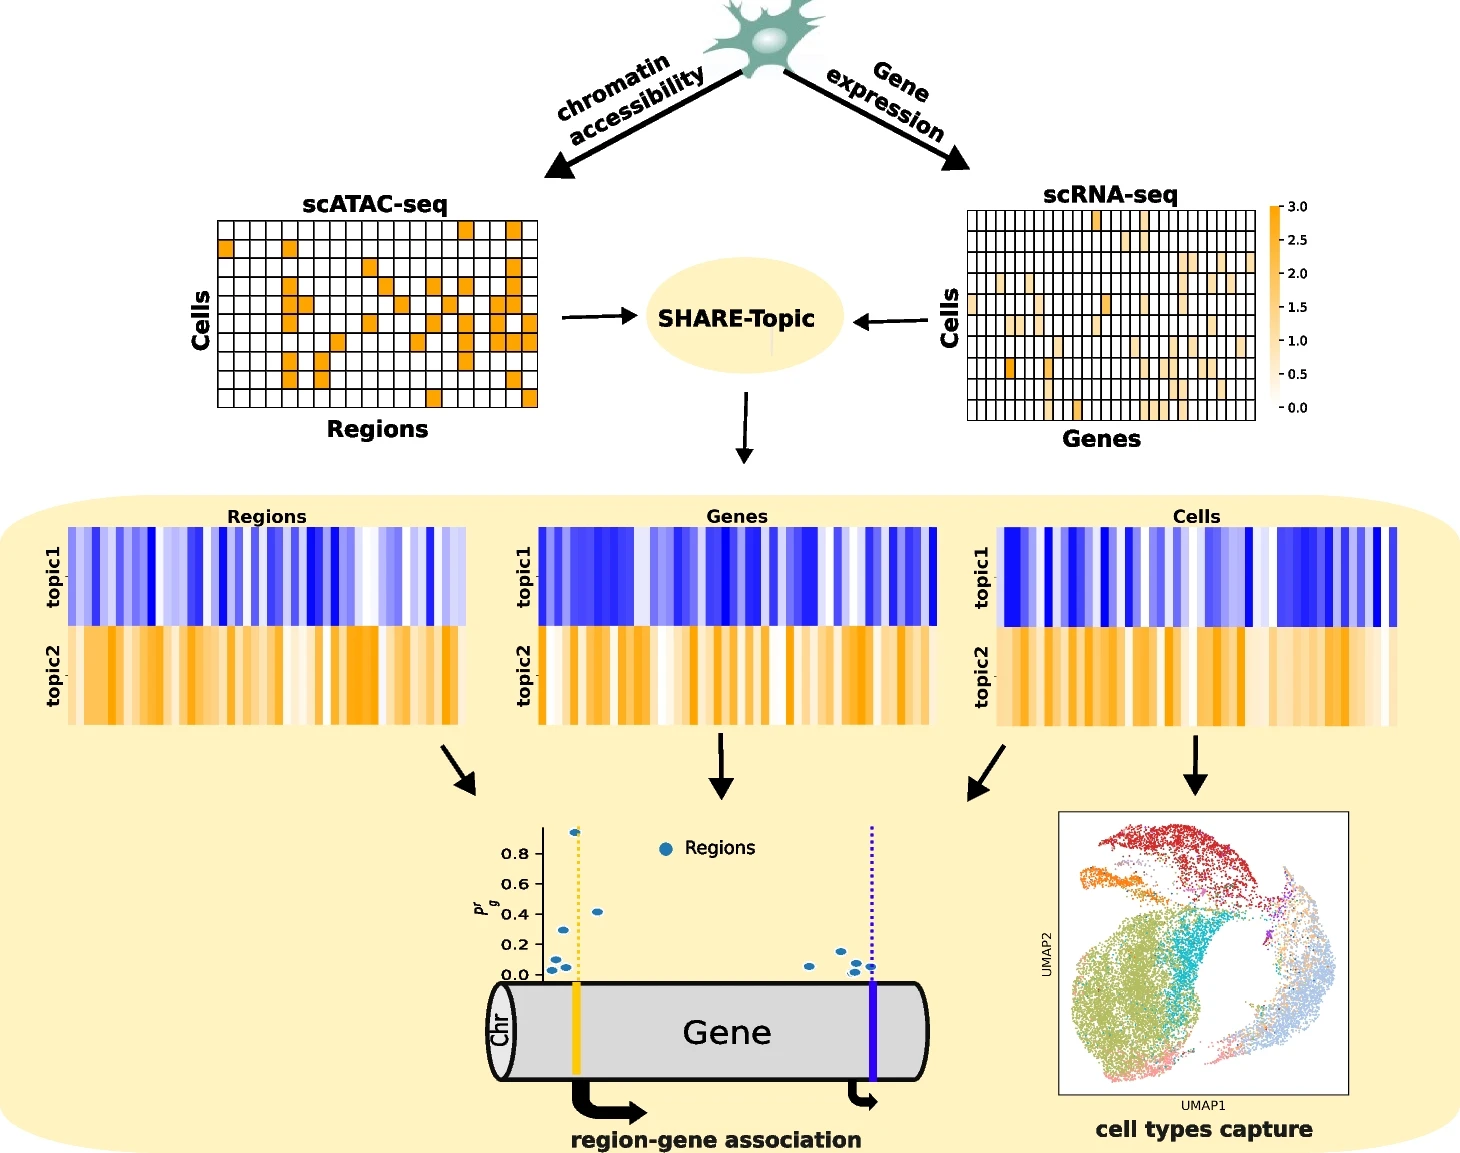 chromatin
accessibility
Gene
expression
scATAC-seq
Cells
Regions
SHARE-Topic
scRNA-seq
Cells
Genes
3.0
2.5
2.0
1.5
1.0
0.5
0.0
Regions
topic1
topic2
Genes
topic1
topic2
Cells
topic1
topic2
Regions
0.8
0.6
0.4
0.2
0.0
P^r_g
Chr
Gene
region-gene association
UMAP2
UMAP1
cell types capture